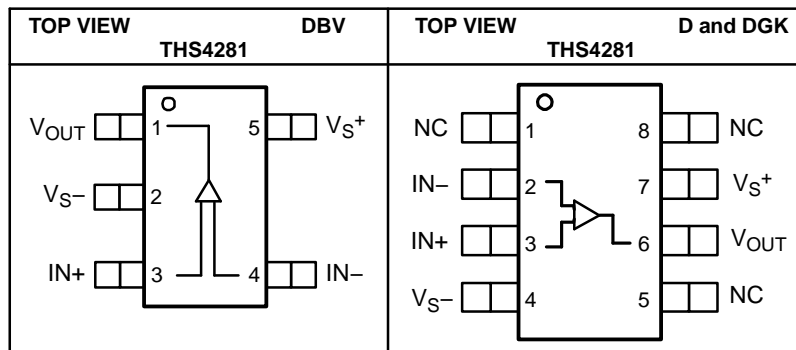 TOP VIEW DBV
THS4281
VOUT 1 5 VS+
VS− 2
IN+ 3 4 IN−
TOP VIEW D and DGK
THS4281
NC 1 8 NC
IN− 2 7 VS+
IN+ 3 6 VOUT
VS− 4 5 NC